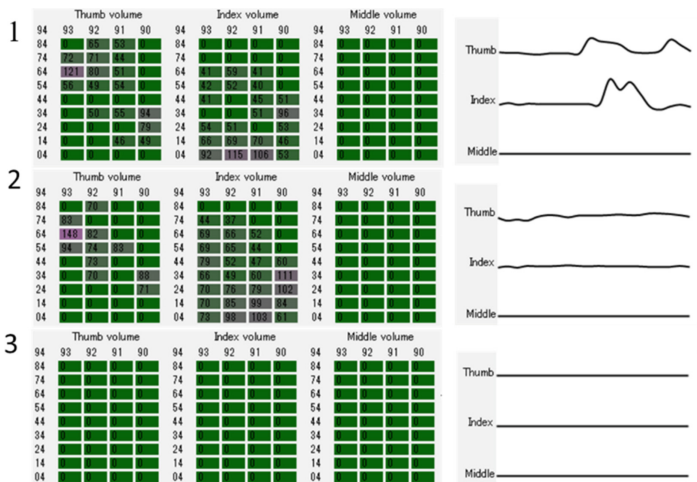 1
Thumb volume Index volume Middle volume
94 93 92 91 90 94 93 92 91 90 94 93 92 91 90
84 0 65 53 0 84 0 0 0 0 84 0 0 0 0
74 72 71 44 0 74 0 0 0 0 74 0 0 0 0
64 121 80 51 0 64 41 59 41 0 64 0 0 0 0
54 56 49 54 0 54 42 52 40 0 54 0 0 0 0
44 0 0 0 0 44 41 0 45 51 44 0 0 0 0
34 0 50 55 94 34 0 0 51 96 34 0 0 0 0
24 0 0 0 79 24 54 51 0 53 24 0 0 0 0
14 0 0 46 49 14 66 69 70 46 14 0 0 0 0
04 0 0 0 0 04 92 115 106 53 04 0 0 0 0
Thumb
Index
Middle
2
Thumb volume Index volume Middle volume
94 93 92 91 90 94 93 92 91 90 94 93 92 91 90
84 0 70 0 0 84 0 0 0 0 84 0 0 0 0
74 83 0 0 0 74 44 37 0 0 74 0 0 0 0
64 148 82 0 0 64 69 66 52 0 64 0 0 0 0
54 94 74 83 0 54 69 65 44 0 54 0 0 0 0
44 0 73 0 0 44 79 52 47 60 44 0 0 0 0
34 0 70 0 88 34 66 49 60 111 34 0 0 0 0
24 0 0 0 71 24 70 76 79 102 24 0 0 0 0
14 0 0 0 0 14 70 85 99 84 14 0 0 0 0
04 0 0 0 0 04 73 98 103 61 04 0 0 0 0
Thumb
Index
Middle
3
Thumb volume Index volume Middle volume
94 93 92 91 90 94 93 92 91 90 94 93 92 91 90
84 0 0 0 0 84 0 0 0 0 84 0 0 0 0
74 0 0 0 0 74 0 0 0 0 74 0 0 0 0
64 0 0 0 0 64 0 0 0 0 64 0 0 0 0
54 0 0 0 0 54 0 0 0 0 54 0 0 0 0
44 0 0 0 0 44 0 0 0 0 44 0 0 0 0
34 0 0 0 0 34 0 0 0 0 34 0 0 0 0
24 0 0 0 0 24 0 0 0 0 24 0 0 0 0
14 0 0 0 0 14 0 0 0 0 14 0 0 0 0
04 0 0 0 0 04 0 0 0 0 04 0 0 0 0
Thumb
Index
Middle